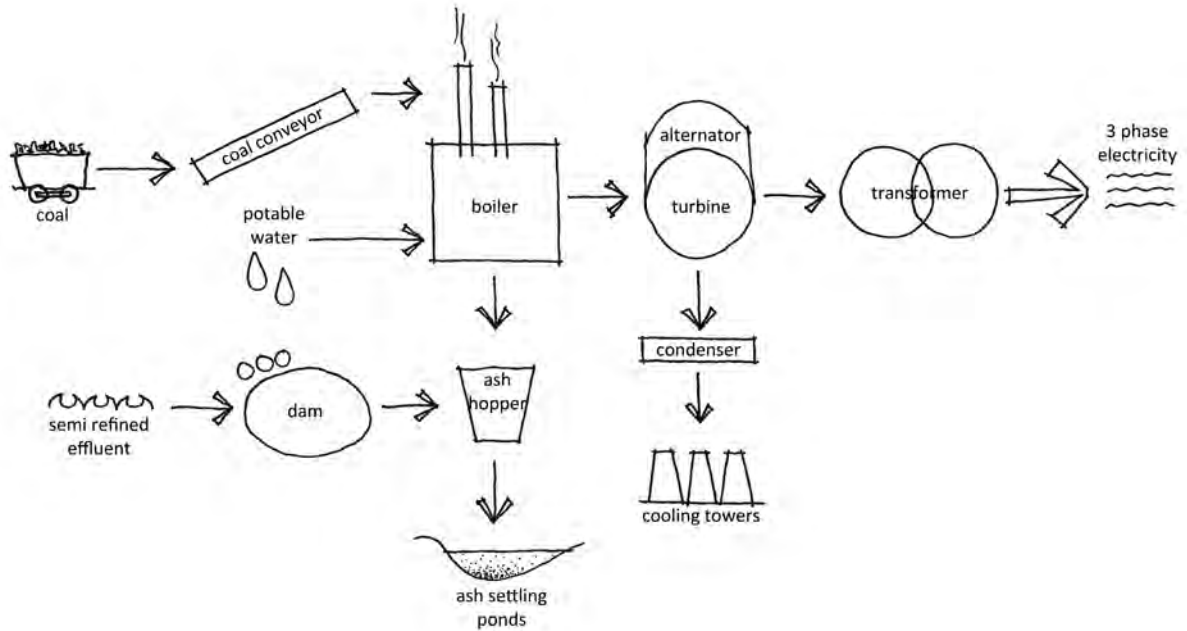 coal
coal conveyor
potable
water
boiler
alternator
turbine
transformer
3 phase
electricity
semi refined
effluent
dam
ash
hopper
condenser
cooling towers
ash settling
ponds